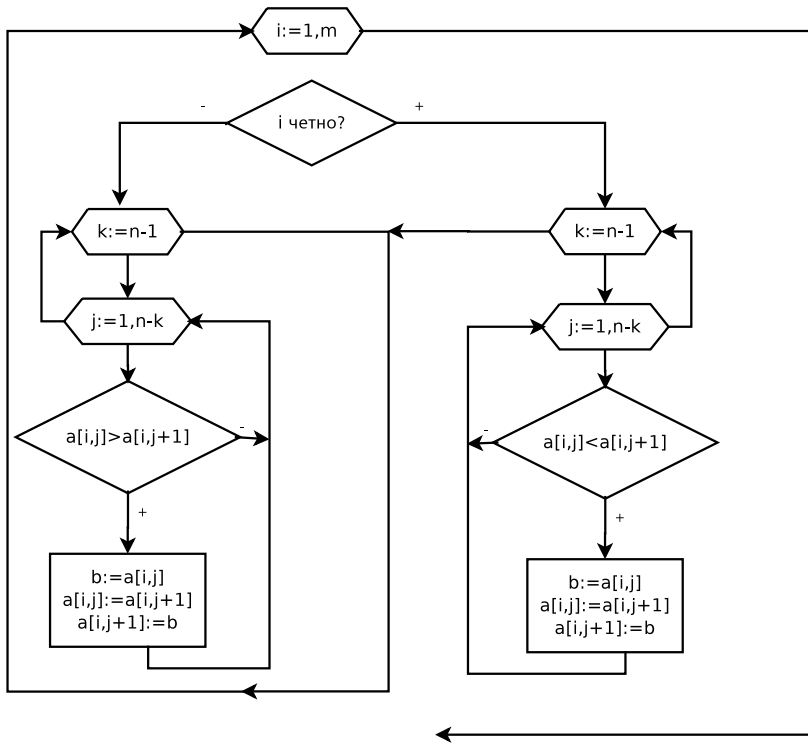 i:=1,m
i четно?
-
+
k:=n-1
k:=n-1
j:=1,n-k
j:=1,n-k
a[i,j]>a[i,j+1]
-
a[i,j]<a[i,j+1]
-
+
+
b:=a[i,j]
a[i,j]:=a[i,j+1]
a[i,j+1]:=b
b:=a[i,j]
a[i,j]:=a[i,j+1]
a[i,j+1]:=b